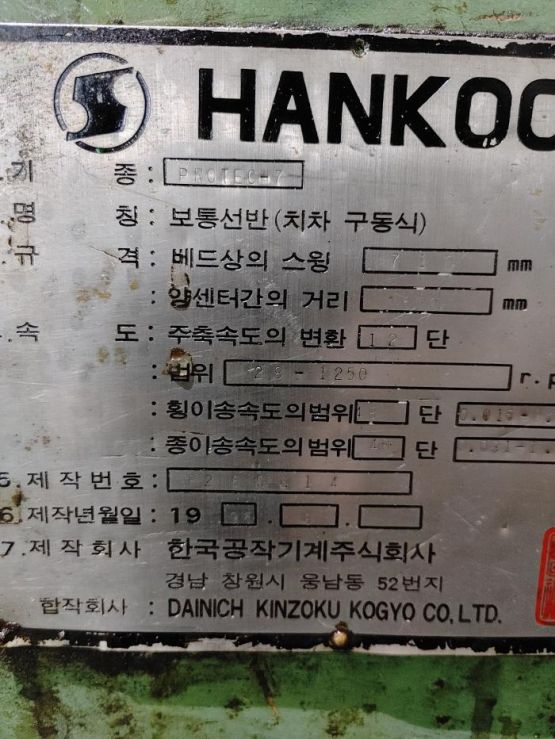 HANKOO
기 종: PROTEC-7
명 칭: 보통선반 (치차 구동식)
규 격: 베드상의 스윙 mm
: 양센터간의 거리 mm
속 도: 주축속도의 변환 12 단
: 범위 28-1250 r.p
: 횡이송속도의범위 단
: 종이송속도의범위 단
5.제작번호:
6.제작년월일: 19 . .
7.제작회사: 한국공작기계주식회사
경남 창원시 웅남동 52번지
합작회사 : DAINICH KINZOKU KOGYO CO,LTD.